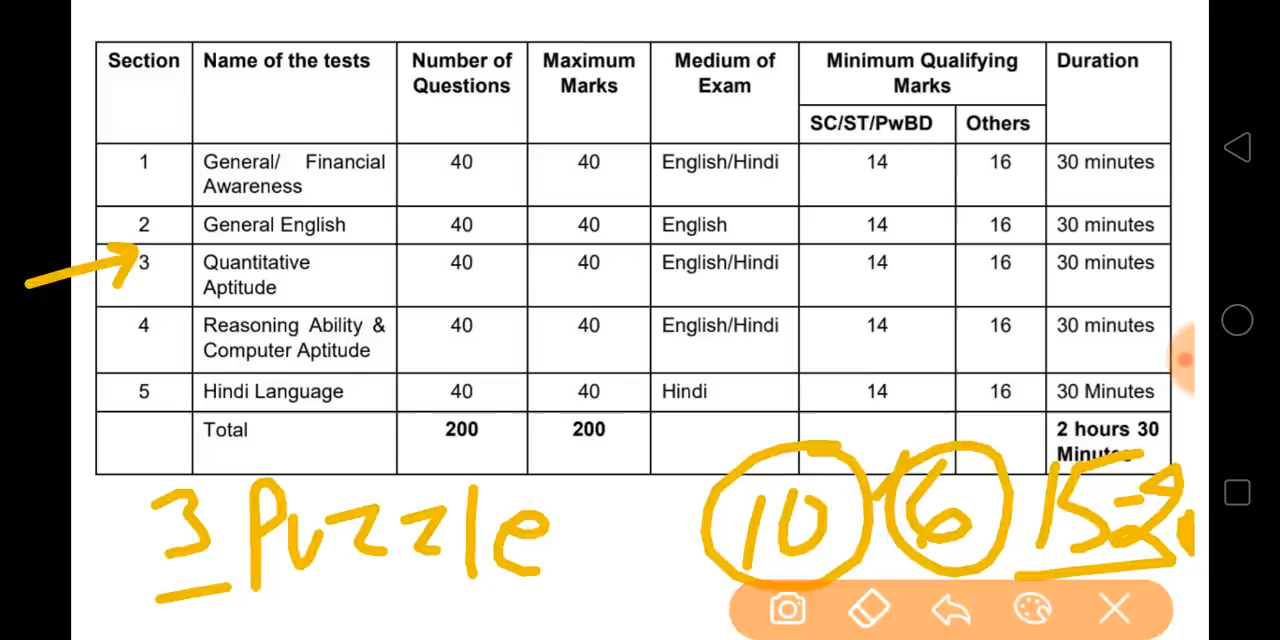 Section Name of the tests Number of Questions Maximum Marks Medium of Exam Minimum Qualifying Marks Duration
SC/ST/PwBD Others
1 General/ Financial Awareness 40 40 English/Hindi 14 16 30 minutes
2 General English 40 40 English 14 16 30 minutes
3 Quantitative Aptitude 40 40 English/Hindi 14 16 30 minutes
4 Reasoning Ability & Computer Aptitude 40 40 English/Hindi 14 16 30 minutes
5 Hindi Language 40 40 Hindi 14 16 30 Minutes
Total 200 200 2 hours 30 Minutes
3 Puzzle 10 6